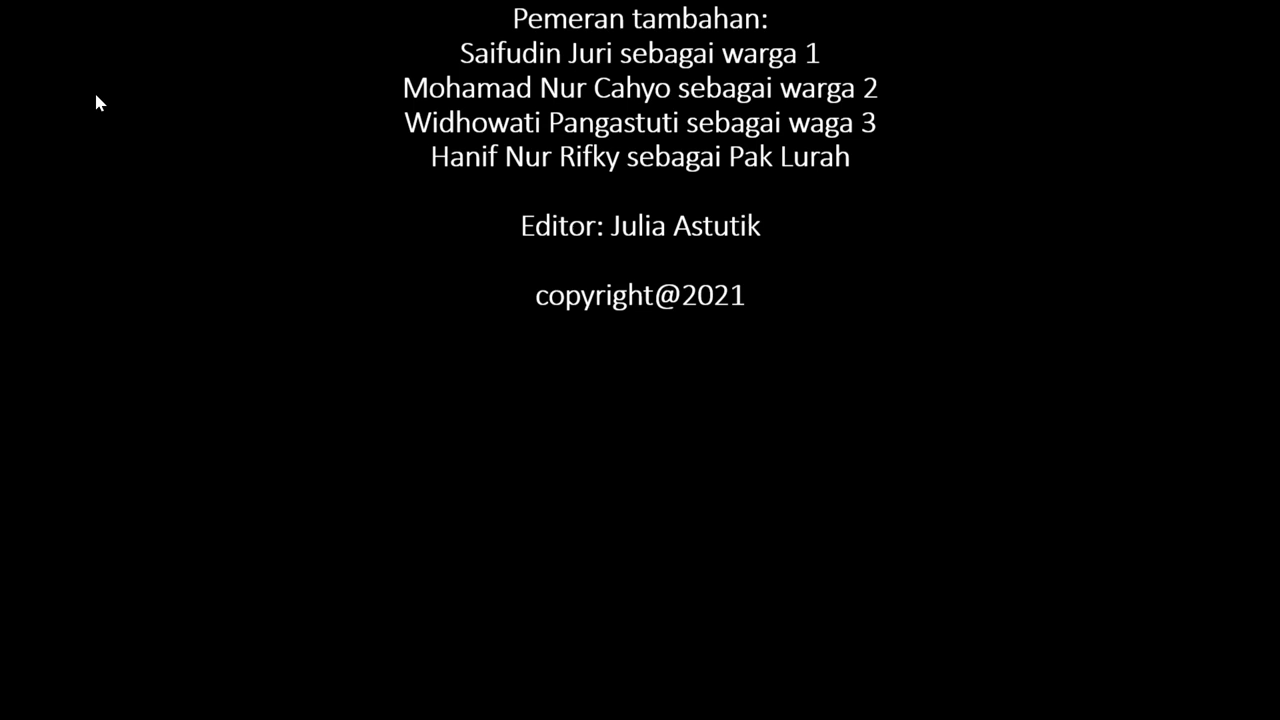 Pemeran tambahan:
Saifudin Juri sebagai warga 1
Mohamad Nur Cahyo sebagai warga 2
Widhowati Pangastuti sebagai waga 3
Hanif Nur Rifky sebagai Pak Lurah
Editor: Julia Astutik
copyright@2021